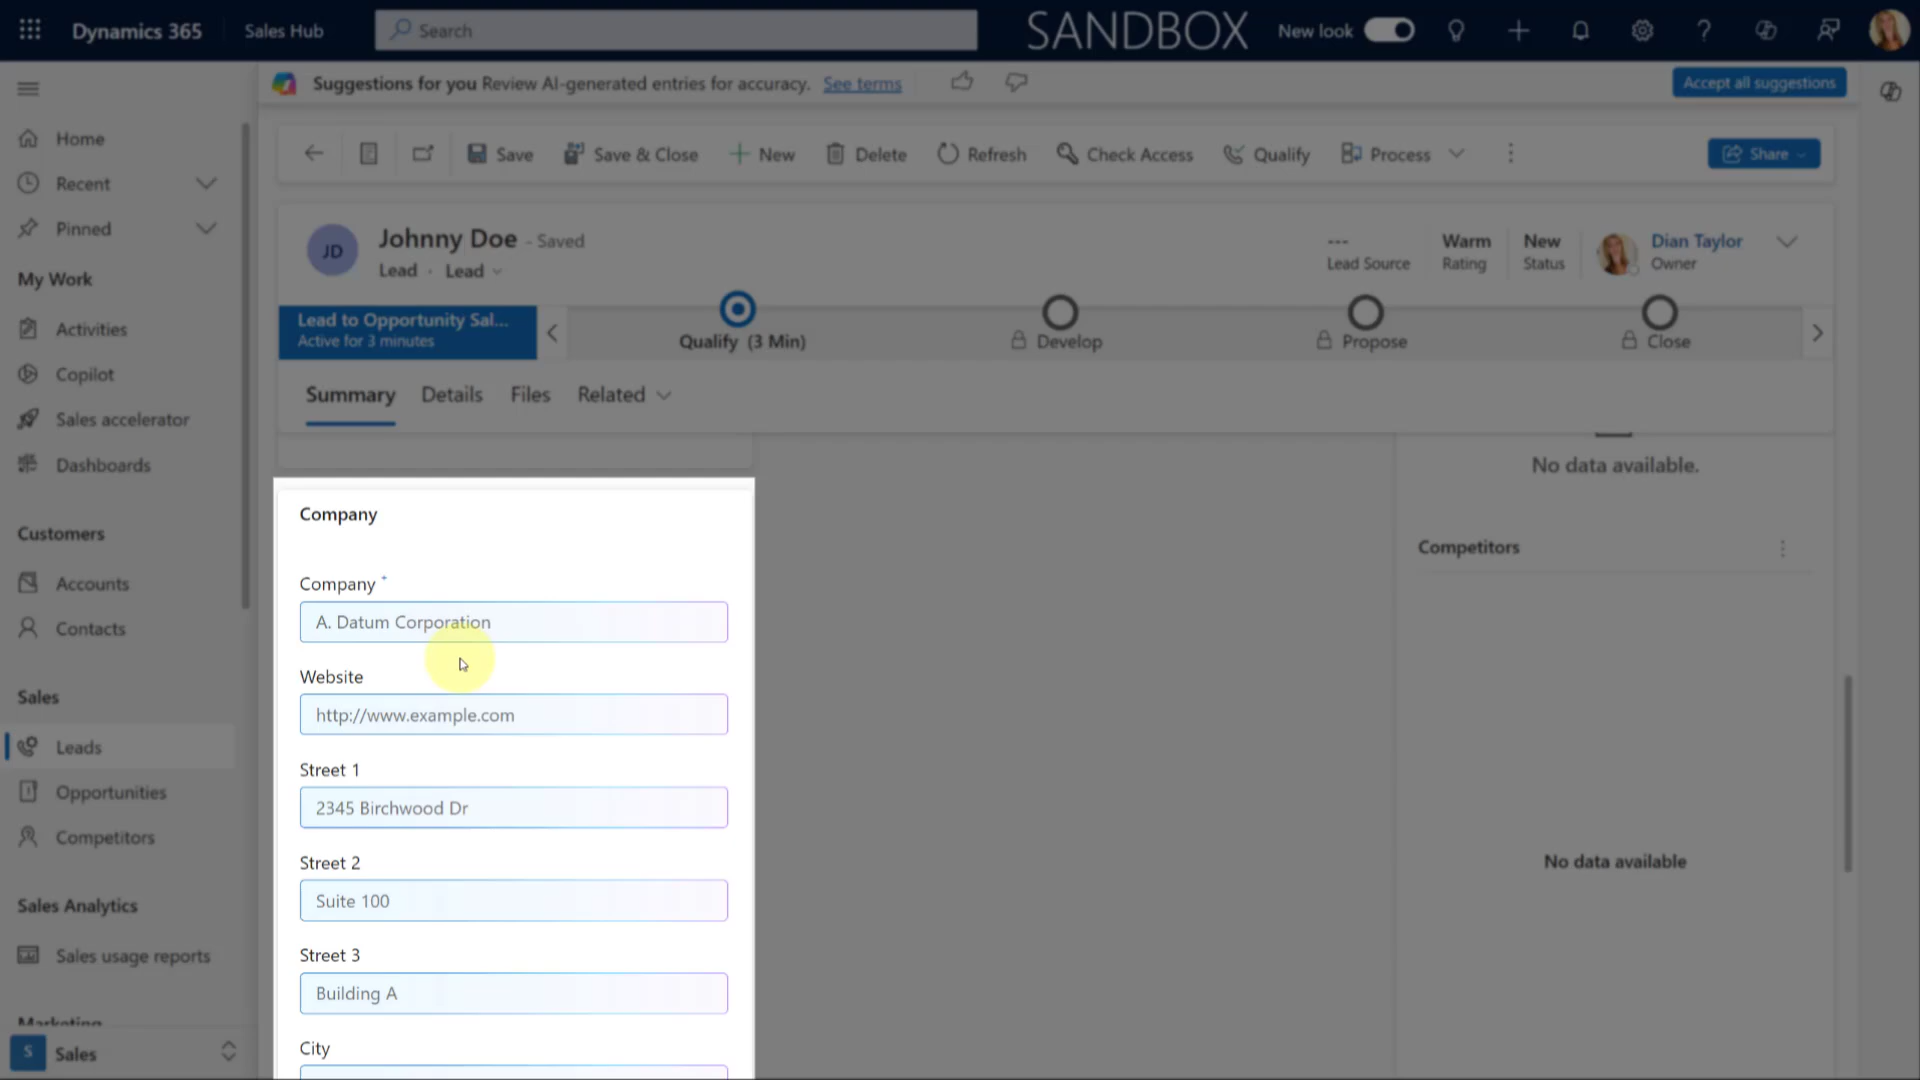 Dynamics 365
Sales Hub
Search
SANDBOX
New look
Suggestions for you Review AI-generated entries for accuracy. See terms
Accept all suggestions
Home
Recent
Pinned
My Work
Activities
Copilot
Sales accelerator
Dashboards
Customers
Accounts
Contacts
Sales
Leads
Opportunities
Competitors
Sales Analytics
Sales usage reports
Marketing
S
Sales
Save
Save & Close
New
Delete
Refresh
Check Access
Qualify
Process
Share
JD
Johnny Doe - Saved
Lead · Lead
---
Lead Source
Warm
Rating
New
Status
Dian Taylor
Owner
Lead to Opportunity Sal...
Active for 3 minutes
Qualify (3 Min)
Develop
Propose
Close
Summary
Details
Files
Related
Company
Company *
A. Datum Corporation
Website
http://www.example.com
Street 1
2345 Birchwood Dr
Street 2
Suite 100
Street 3
Building A
City
No data available.
Competitors
No data available